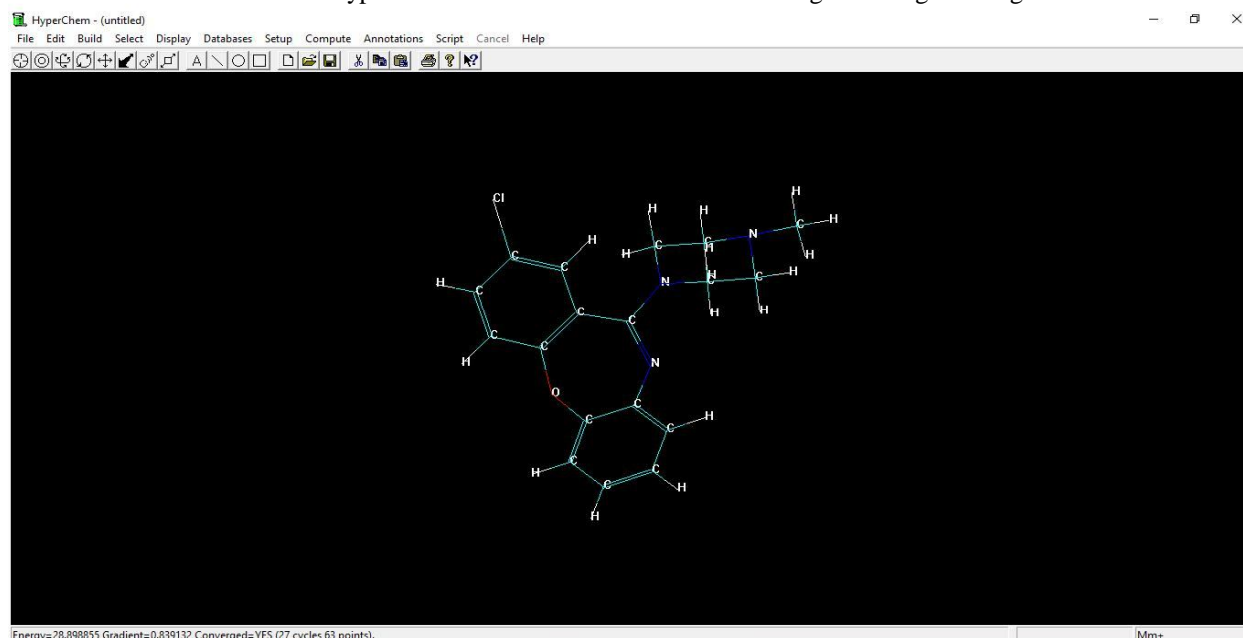 HyperChem - (untitled)
File Edit Build Select Display Databases Setup Compute Annotations Script Cancel Help
A
H
Cl
H H
H
C
N
H C C H
C H H
C H
H C
H N C
C
C H H
C
C
C
H N
O
C
C H
C
C
H C
C H
H
Energy=28.898855 Gradient=0.839132 Converged=YES (27 cycles 63 points). Mm+